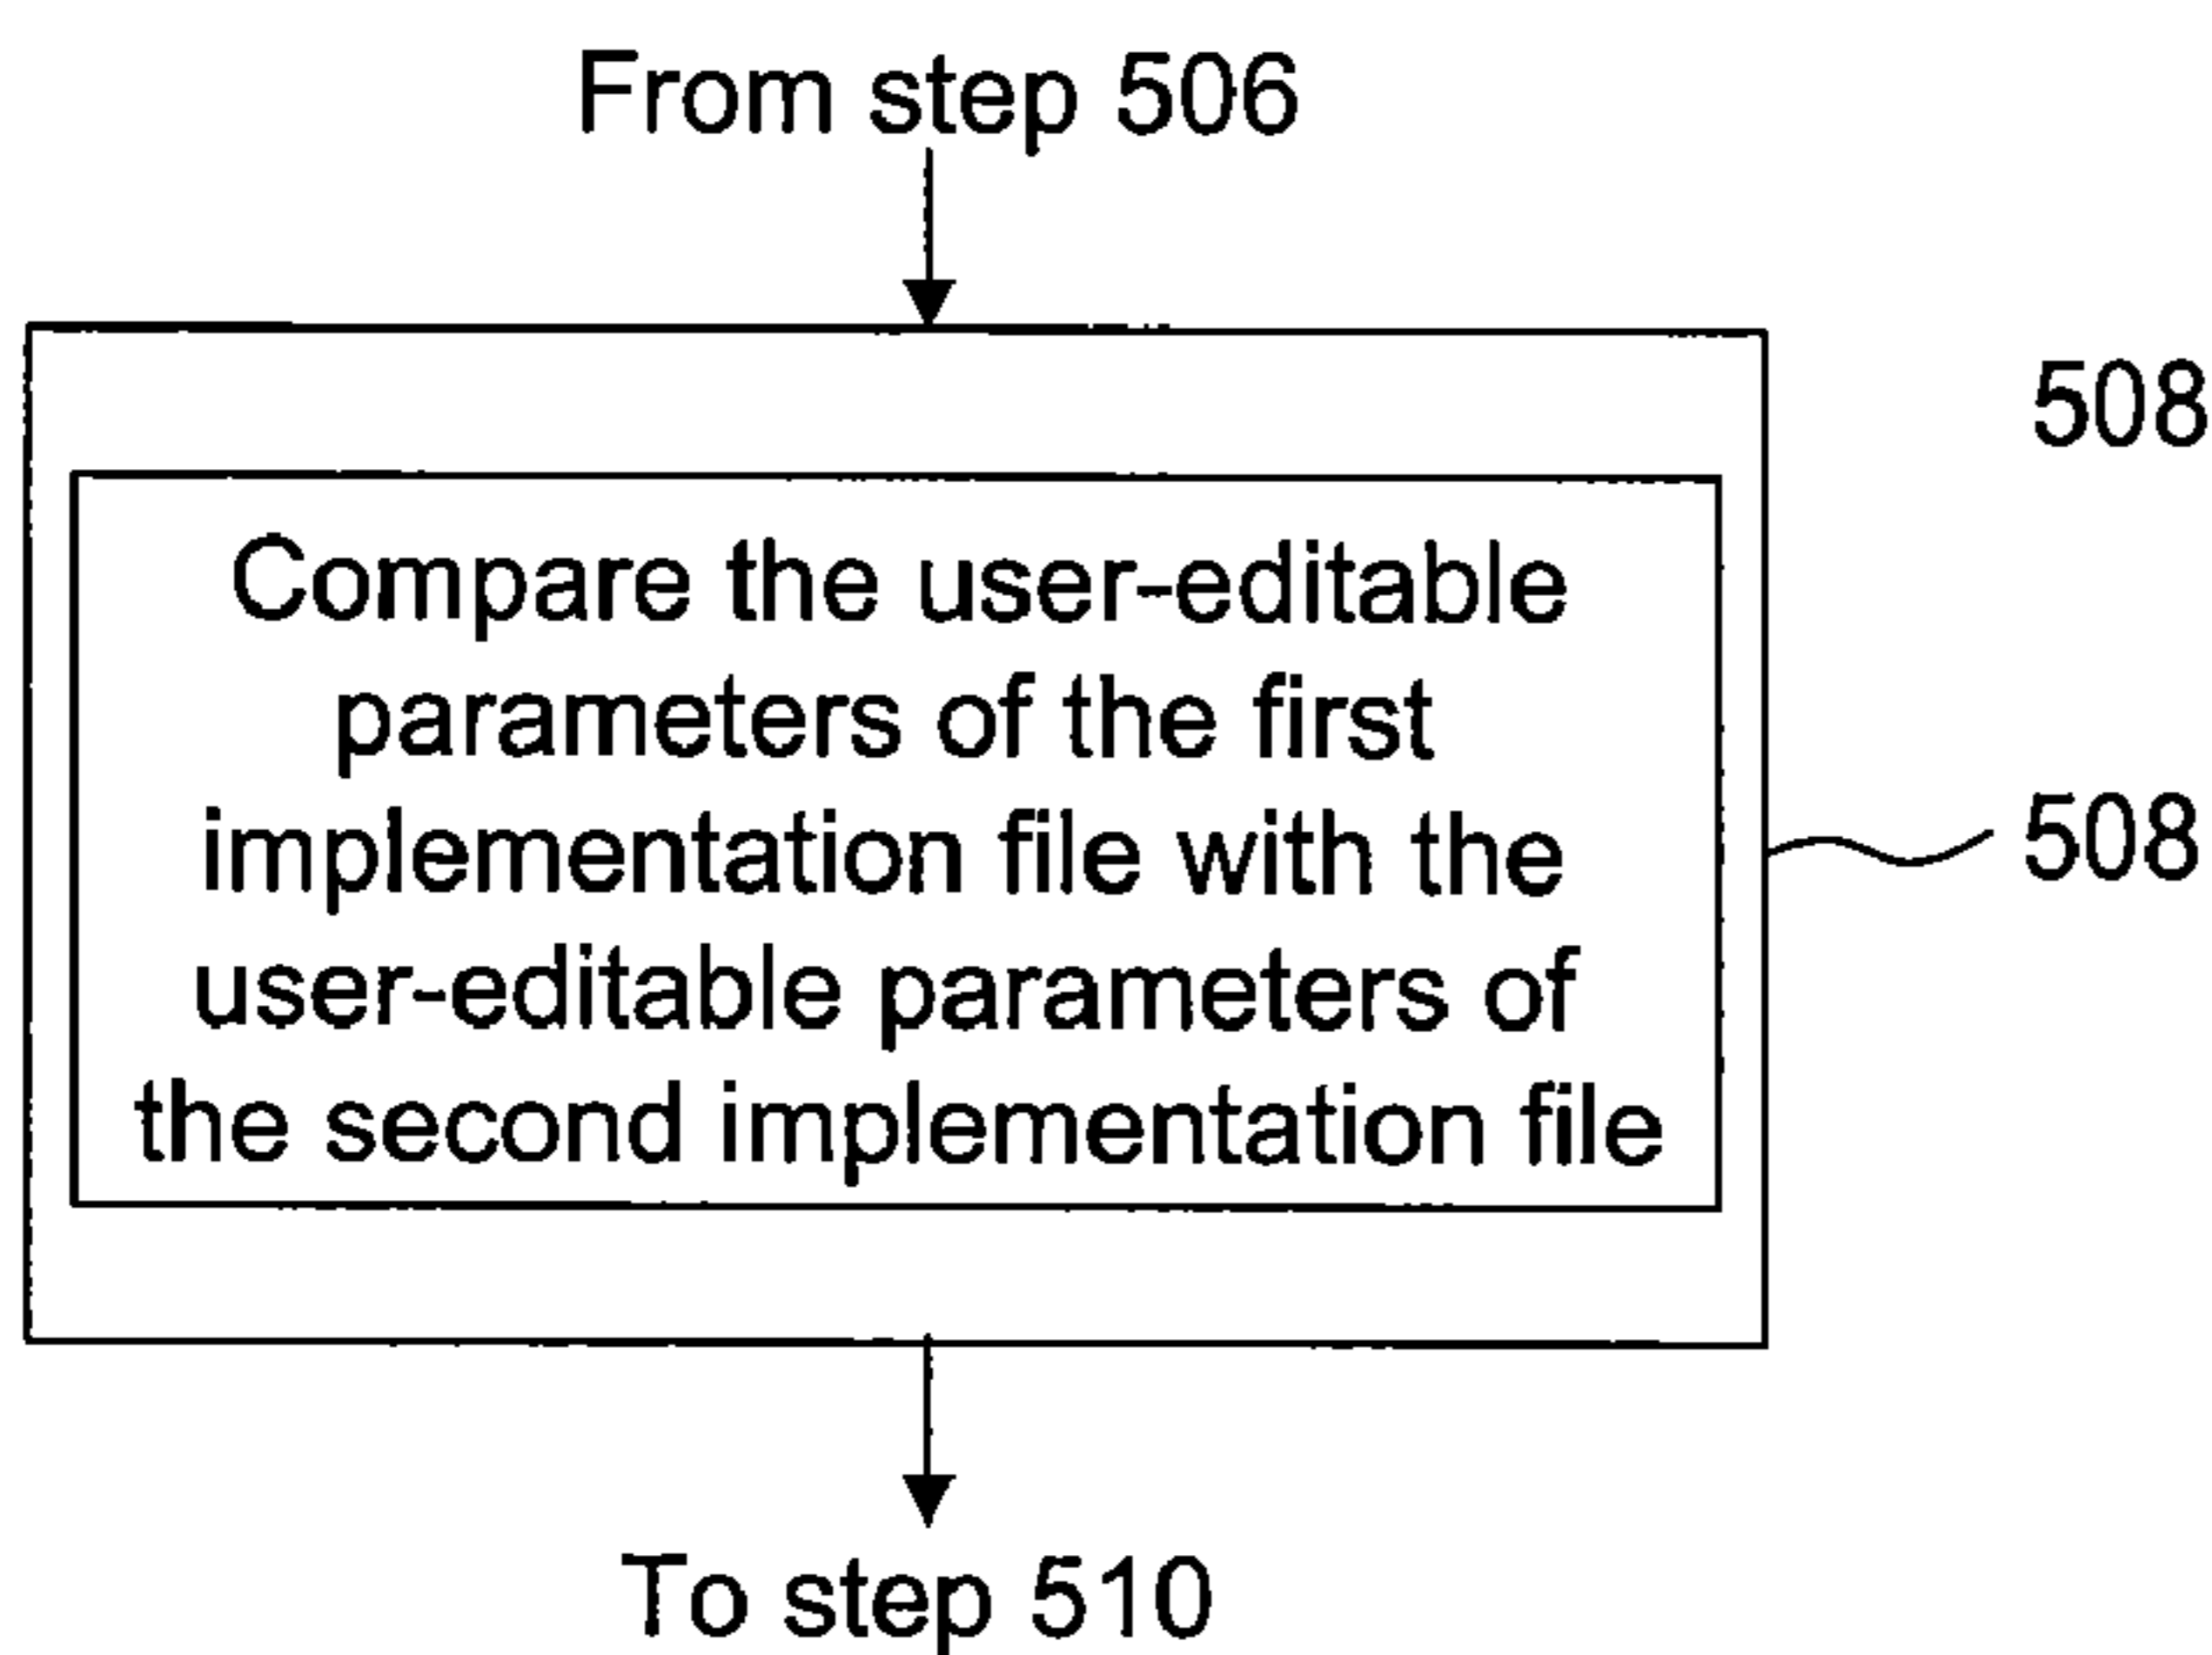 From step 506
508
Compare the user-editable
parameters of the first
implementation file with the
user-editable parameters of
the second implementation file
508
To step 510